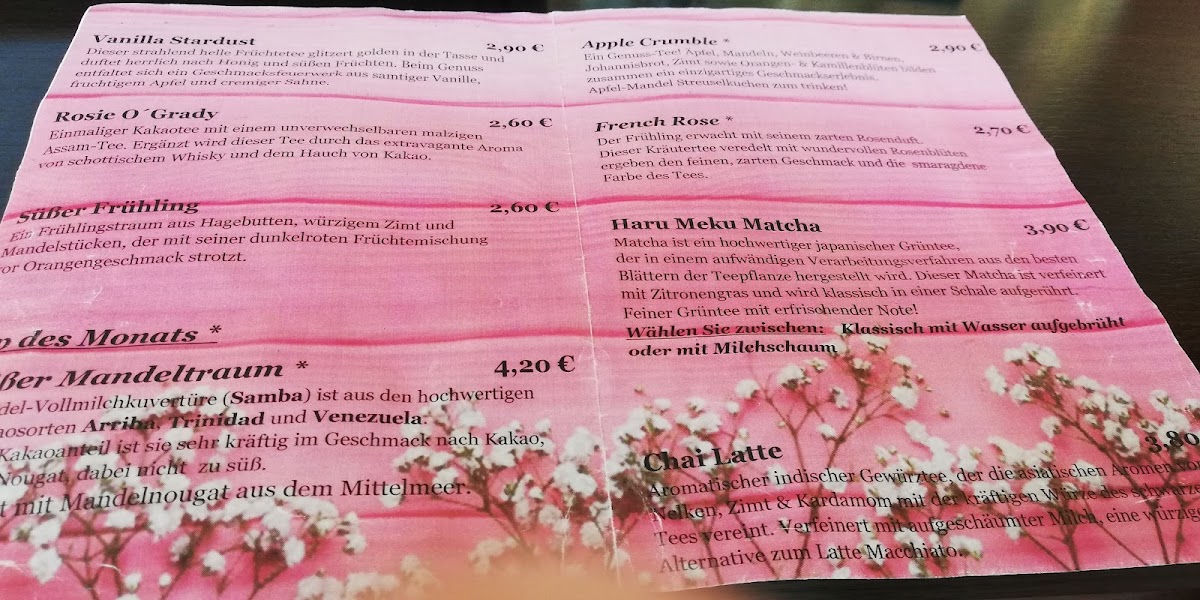 Vanilla Stardust 2,90 €
Dieser strahlend helle Früchtetee glitzert golden in der Tasse und
duftet herrlich nach Honig und süßen Früchten. Beim Genuss
entfaltet sich ein Geschmacksfeuerwerk aus samtiger Vanille,
fruchtigem Apfel und cremiger Sahne.
Rosie O´Grady 2,60 €
Einmaliger Kakaotee mit einem unverwechselbaren malzigen
Assam-Tee. Ergänzt wird dieser Tee durch das extravagante Aroma
von schottischem Whisky und dem Hauch von Kakao.
Süßer Frühling 2,60 €
Ein Frühlingstraum aus Hagebutten, würzigem Zimt und
Mandelstücken, der mit seiner dunkelroten Früchtemischung
vor Orangengeschmack strotzt.
des Monats *
ßer Mandeltraum * 4,20 €
del-Vollmilchkuvertüre (Samba) ist aus den hochwertigen
aosorten Arriba, Trinidad und Venezuela.
Kakaoanteil ist sie sehr kräftig im Geschmack nach Kakao,
Nougat, dabei nicht zu süß.
t mit Mandelnougat aus dem Mittelmeer.
Apple Crumble * 2,90 €
Ein Genuss-Tee! Apfel, Mandeln, Weinbeeren & Birnen,
Johannisbrot, Zimt sowie Orangen- & Kamillenblüten bilden
zusammen ein einzigartiges Geschmackserlebnis.
Apfel-Mandel Streuselkuchen zum trinken!
French Rose * 2,70 €
Der Frühling erwacht mit seinem zarten Rosenduft.
Dieser Kräutertee veredelt mit wundervollen Rosenblüten
ergeben den feinen, zarten Geschmack und die smaragdene
Farbe des Tees.
Haru Meku Matcha 3,90 €
Matcha ist ein hochwertiger japanischer Grüntee,
der in einem aufwändigen Verarbeitungsverfahren aus den besten
Blättern der Teepflanze hergestellt wird. Dieser Matcha ist verfeinert
mit Zitronengras und wird klassisch in einer Schale aufgerührt.
Feiner Grüntee mit erfrischender Note!
Wählen Sie zwischen: Klassisch mit Wasser aufgebrüht
oder mit Milchschaum
Chai Latte 3,80
Aromatischer indischer Gewürztee, der die asiatischen Aromen von
Nelken, Zimt & Kardamom mit der kräftigen Würze des schwarzen
Tees vereint. Verfeinert mit aufgeschäumter Milch, eine würzige
Alternative zum Latte Macchiato.